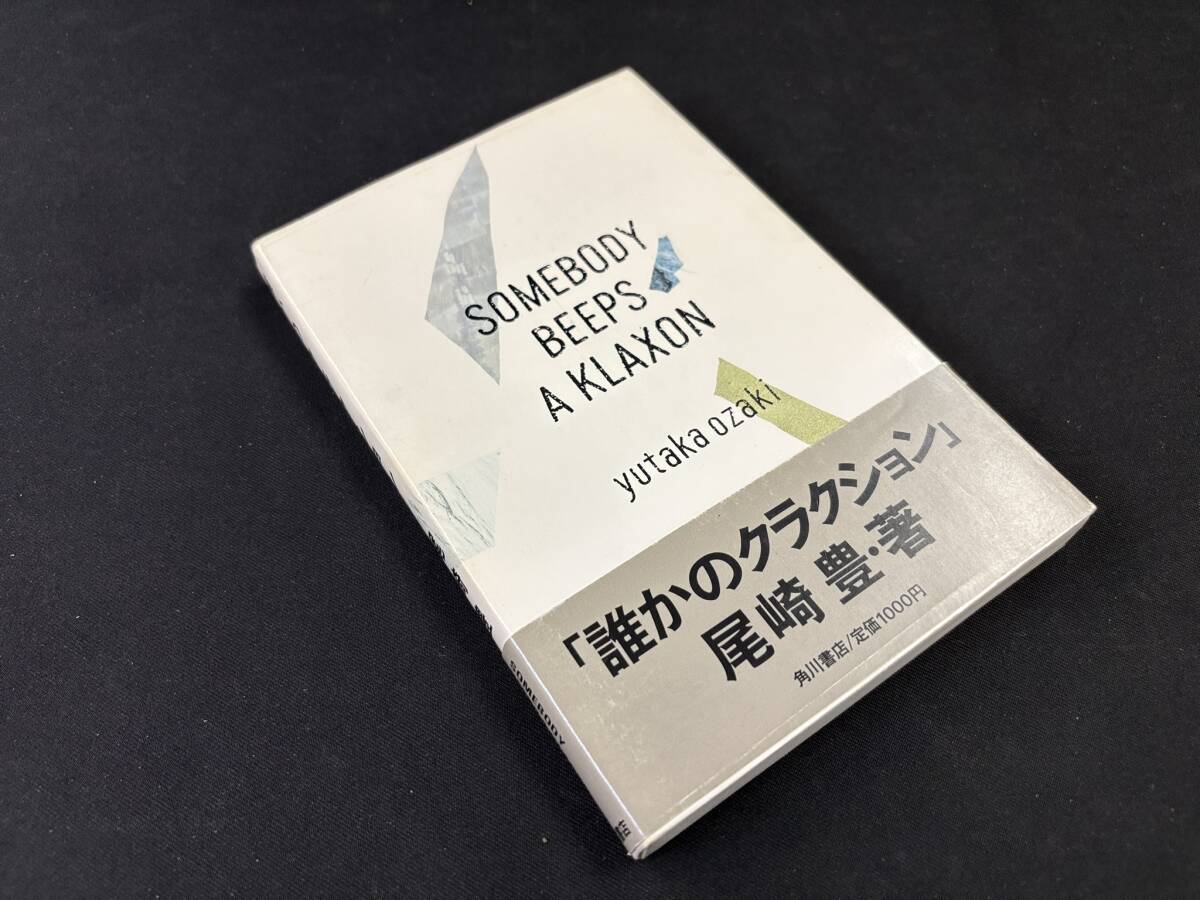 SOMEBODY
BEEPS
A KLAXON
yutaka ozaki
「誰かのクラクション」
尾崎 豊・著
角川書店/定価1000円
SOMEBODY
店